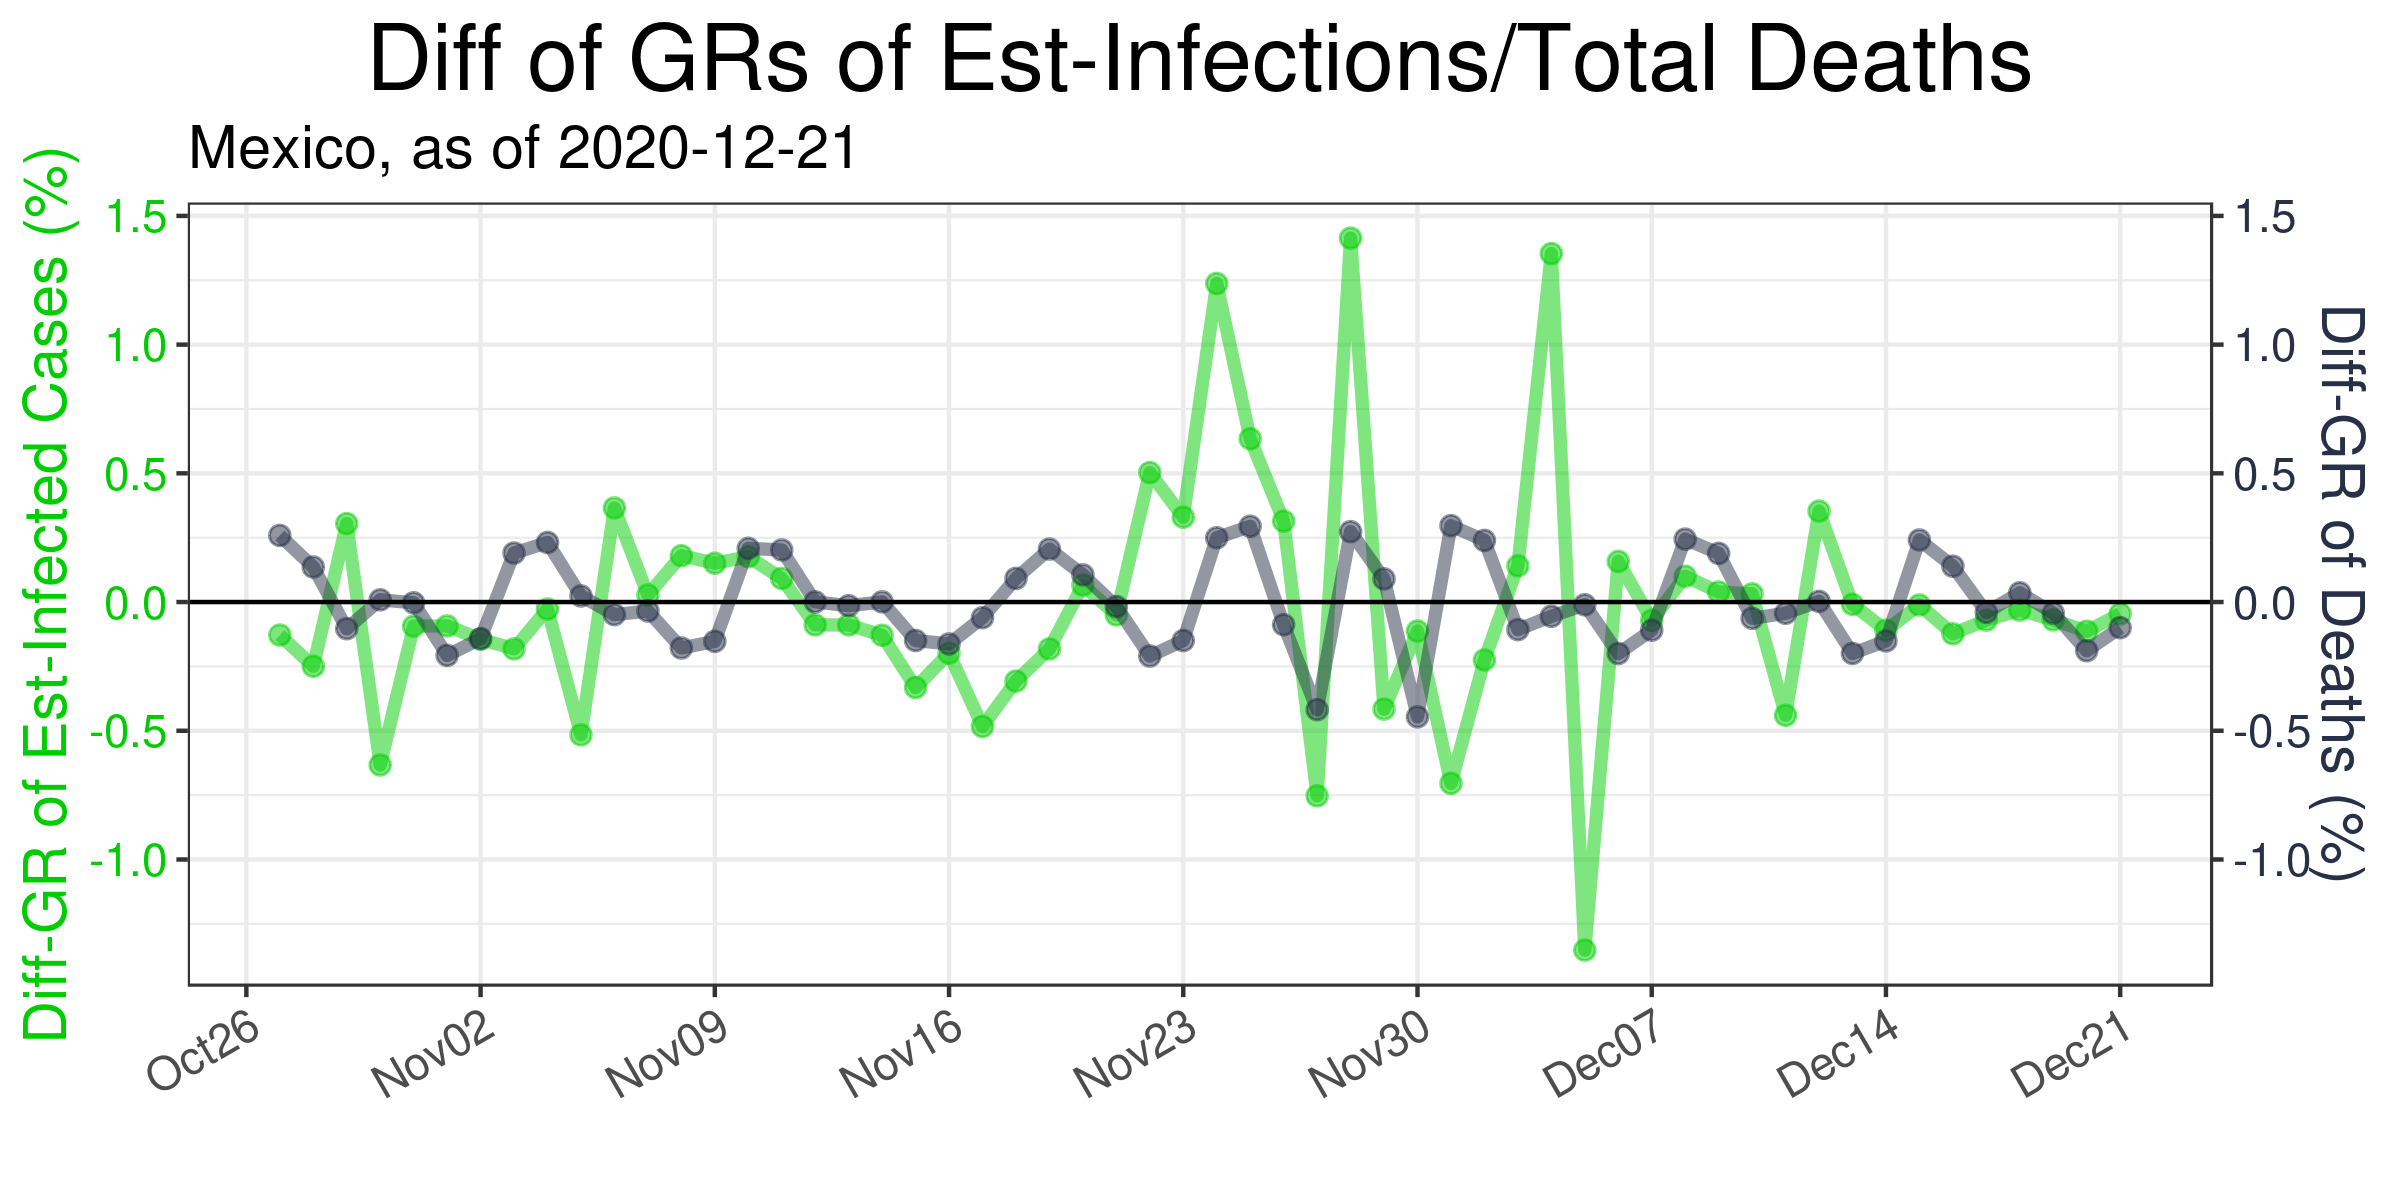 Diff of GRs of Est-Infections/Total Deaths
Mexico, as of 2020-12-21
Diff-GR of Est-Infected Cases (%)
1.5
1.0
0.5
0.0
-0.5
-1.0
1.5
1.0
0.5
0.0
-0.5
-1.0
Diff-GR of Deaths (%)
Oct26
Nov02
Nov09
Nov16
Nov23
Nov30
Dec07
Dec14
Dec21